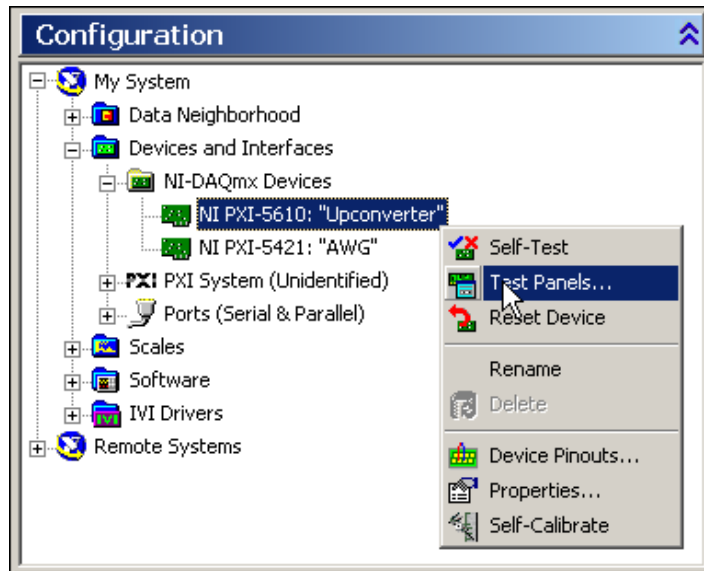 Configuration
My System
Data Neighborhood
Devices and Interfaces
NI-DAQmx Devices
NI PXI-5610: "Upconverter"
NI PXI-5421: "AWG"
PXI PXI System (Unidentified)
Ports (Serial & Parallel)
Scales
Software
IVI IVI Drivers
Remote Systems
Self-Test
Test Panels...
Reset Device
Rename
Delete
Device Pinouts...
Properties...
Self-Calibrate